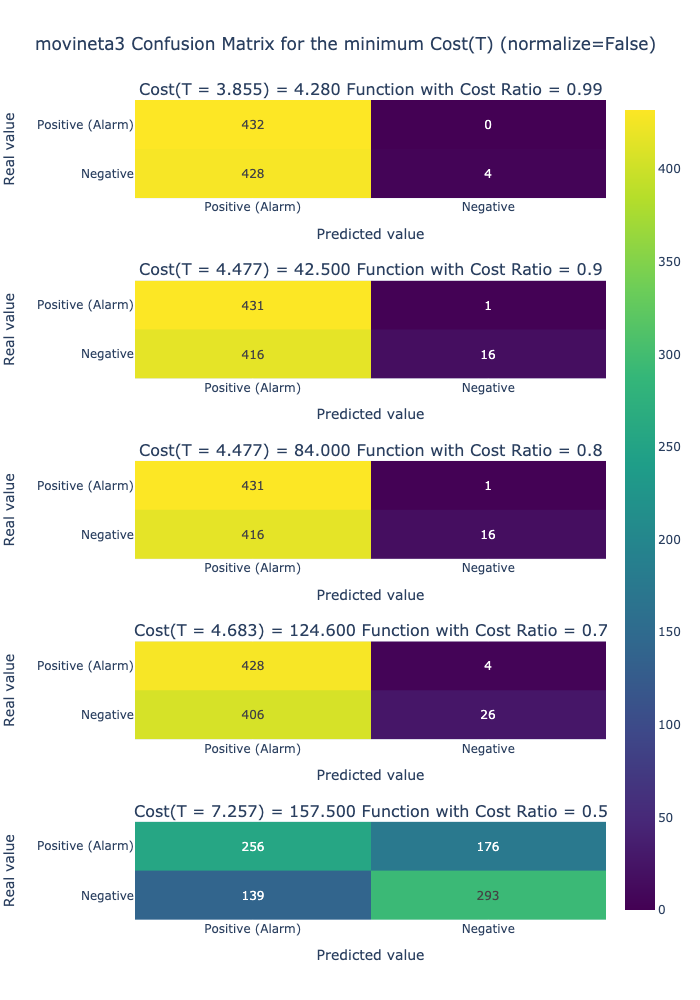 movineta3 Confusion Matrix for the minimum Cost(T) (normalize=False)
Cost(T = 3.855) = 4.280 Function with Cost Ratio = 0.99
Real value
Positive (Alarm)
432
0
Negative
428
4
Positive (Alarm)
Negative
Predicted value
Cost(T = 4.477) = 42.500 Function with Cost Ratio = 0.9
Real value
Positive (Alarm)
431
1
Negative
416
16
Positive (Alarm)
Negative
Predicted value
Cost(T = 4.477) = 84.000 Function with Cost Ratio = 0.8
Real value
Positive (Alarm)
431
1
Negative
416
16
Positive (Alarm)
Negative
Predicted value
Cost(T = 4.683) = 124.600 Function with Cost Ratio = 0.7
Real value
Positive (Alarm)
428
4
Negative
406
26
Positive (Alarm)
Negative
Predicted value
Cost(T = 7.257) = 157.500 Function with Cost Ratio = 0.5
Real value
Positive (Alarm)
256
176
Negative
139
293
Positive (Alarm)
Negative
Predicted value
400
350
300
250
200
150
100
50
0